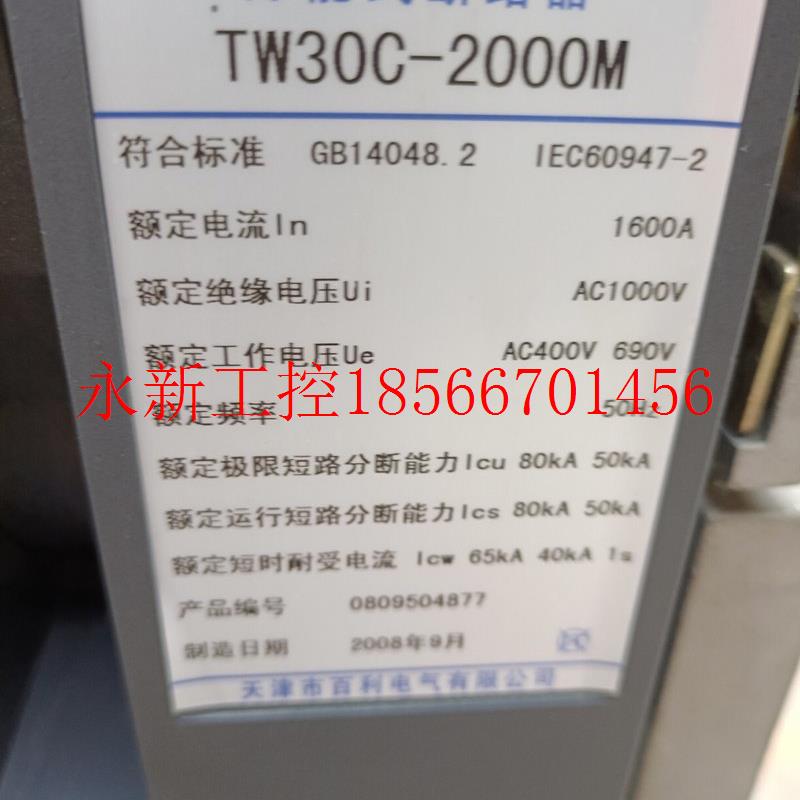 TW30C-2000M
符合标准 GB14048.2 IEC60947-2
额定电流In 1600A
额定绝缘电压Ui AC1000V
额定工作电压Ue AC400V 690V
永新工控18566701456
额定频率 50Hz
额定极限短路分断能力Icu 80kA 50kA
额定运行短路分断能力Ics 80kA 50kA
额定短时耐受电流 Icw 65kA 40kA 1s
产品编号 0809504877
制造日期 2008年9月
天津市百利电气有限公司